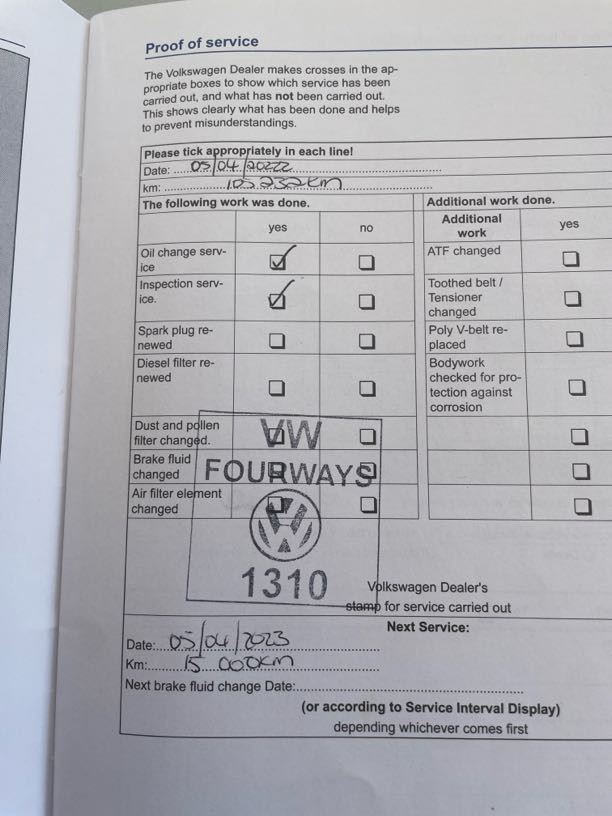 Proof of service
The Volkswagen Dealer makes crosses in the ap-
propriate boxes to show which service has been
carried out, and what has not been carried out.
This shows clearly what has been done and helps
to prevent misunderstandings.
Please tick appropriately in each line!
Date: 05/04/20222
km: 105 232km
The following work was done.
yes
no
Oil change serv-
ice
Inspection serv-
ice.
Spark plug re-
newed
Diesel filter re-
newed
Dust and pollen
filter changed.
Brake fluid
changed
Air filter element
changed
Additional work done.
Additional
work
yes
ATF changed
Toothed belt /
Tensioner
changed
Poly V-belt re-
placed
Bodywork
checked for pro-
tection against
corrosion
VW
FOURWAYS
1310
Volkswagen Dealer's
stamp for service carried out
Next Service:
Date: 05/04/2023
Km: 15 000km
Next brake fluid change Date:
(or according to Service Interval Display)
depending whichever comes first